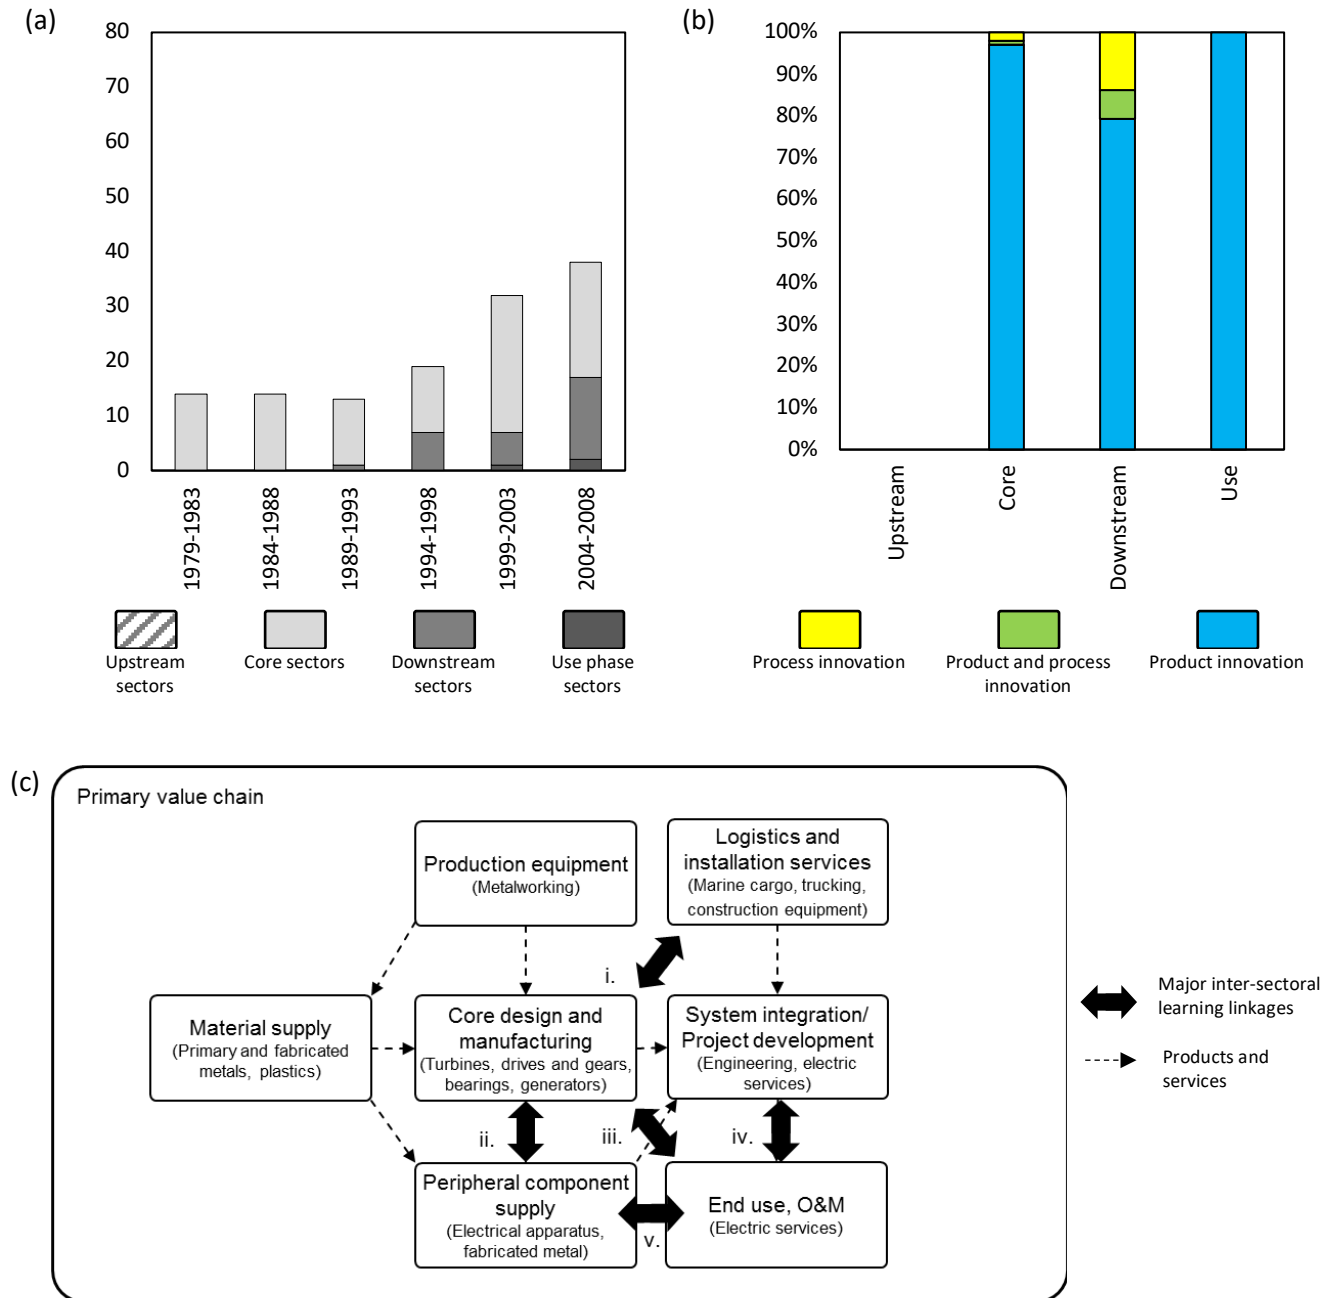 (a)
80
70
60
50
40
30
20
10
0
1979-1983
1984-1988
1989-1993
1994-1998
1999-2003
2004-2008
Upstream
sectors
Core sectors
Downstream
sectors
Use phase
sectors
(b)
100%
90%
80%
70%
60%
50%
40%
30%
20%
10%
0%
Upstream
Core
Downstream
Use
Process innovation
Product and process
innovation
Product innovation
(c)
Primary value chain
Production equipment
(Metalworking)
Logistics and
installation services
(Marine cargo, trucking,
construction equipment)
i.
Material supply
(Primary and fabricated
metals, plastics)
Core design and
manufacturing
(Turbines, drives and gears,
bearings, generators)
System integration/
Project development
(Engineering, electric
services)
ii.
iii.
iv.
Peripheral component
supply
(Electrical apparatus,
fabricated metal)
v.
End use, O&M
(Electric services)
Major inter-sectoral
learning linkages
Products and
services